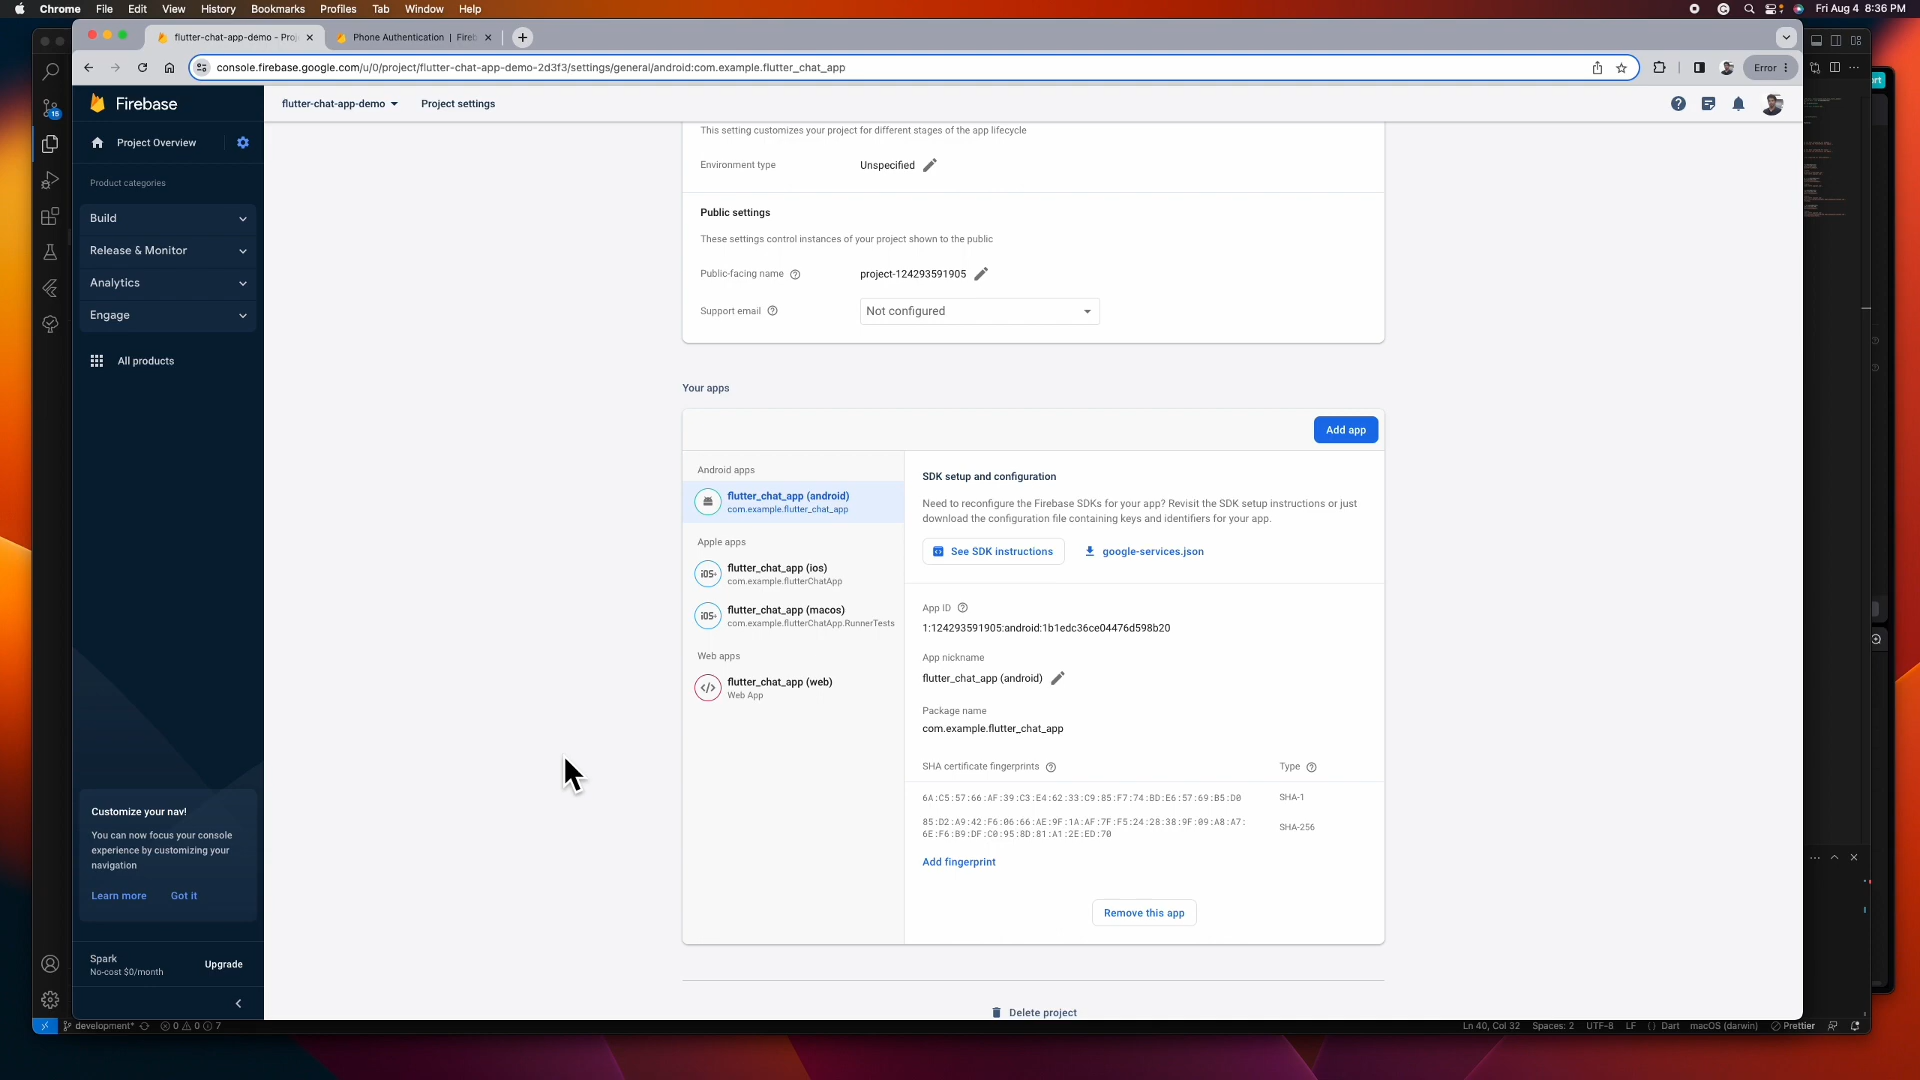 Chrome File Edit View History Bookmarks Profiles Tab Window Help
Fri Aug 4 8:36 PM
flutter-chat-app-demo - Proj
Phone Authentication | Fireb
console.firebase.google.com/u/0/project/flutter-chat-app-demo-2d3f3/settings/general/android:com.example.flutter_chat_app
Error
Firebase
flutter-chat-app-demo
Project settings
Project Overview
Product categories
Build
Release & Monitor
Analytics
Engage
All products
Customize your nav!
You can now focus your console
experience by customizing your
navigation
Learn more
Got it
Spark
No-cost $0/month
Upgrade
This setting customizes your project for different stages of the app lifecycle
Environment type
Unspecified
Public settings
These settings control instances of your project shown to the public
Public-facing name
project-124293591905
Support email
Not configured
Your apps
Add app
Android apps
flutter_chat_app (android)
com.example.flutter_chat_app
Apple apps
iOS+
flutter_chat_app (ios)
com.example.flutterChatApp
iOS+
flutter_chat_app (macos)
com.example.flutterChatApp.RunnerTests
Web apps
flutter_chat_app (web)
Web App
SDK setup and configuration
Need to reconfigure the Firebase SDKs for your app? Revisit the SDK setup instructions or just
download the configuration file containing keys and identifiers for your app.
See SDK instructions
google-services.json
App ID
1:124293591905:android:1b1edc36ce04476d598b20
App nickname
flutter_chat_app (android)
Package name
com.example.flutter_chat_app
SHA certificate fingerprints
Type
6A:C5:57:66:AF:39:C3:E4:62:33:C9:85:F7:74:BD:E6:57:69:B5:D0
SHA-1
85:D2:A9:42:F6:06:66:AE:9F:1A:AF:7F:F5:24:28:38:9F:09:A8:A7:
6E:F6:B9:DF:C0:95:8D:81:A1:2E:ED:70
SHA-256
Add fingerprint
Remove this app
Delete project
development* 0 0 7
Ln 40, Col 32 Spaces: 2 UTF-8 LF {} Dart macOS (darwin) Prettier